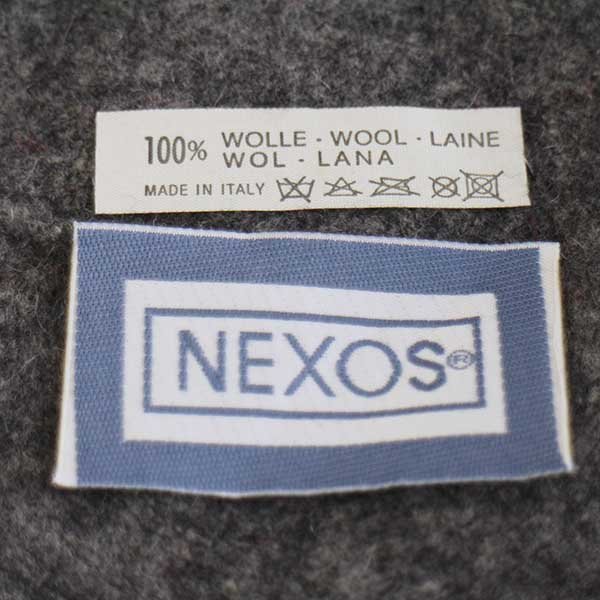 100% WOLLE - WOOL - LAINE
WOL - LANA
MADE IN ITALY
NEXOS®